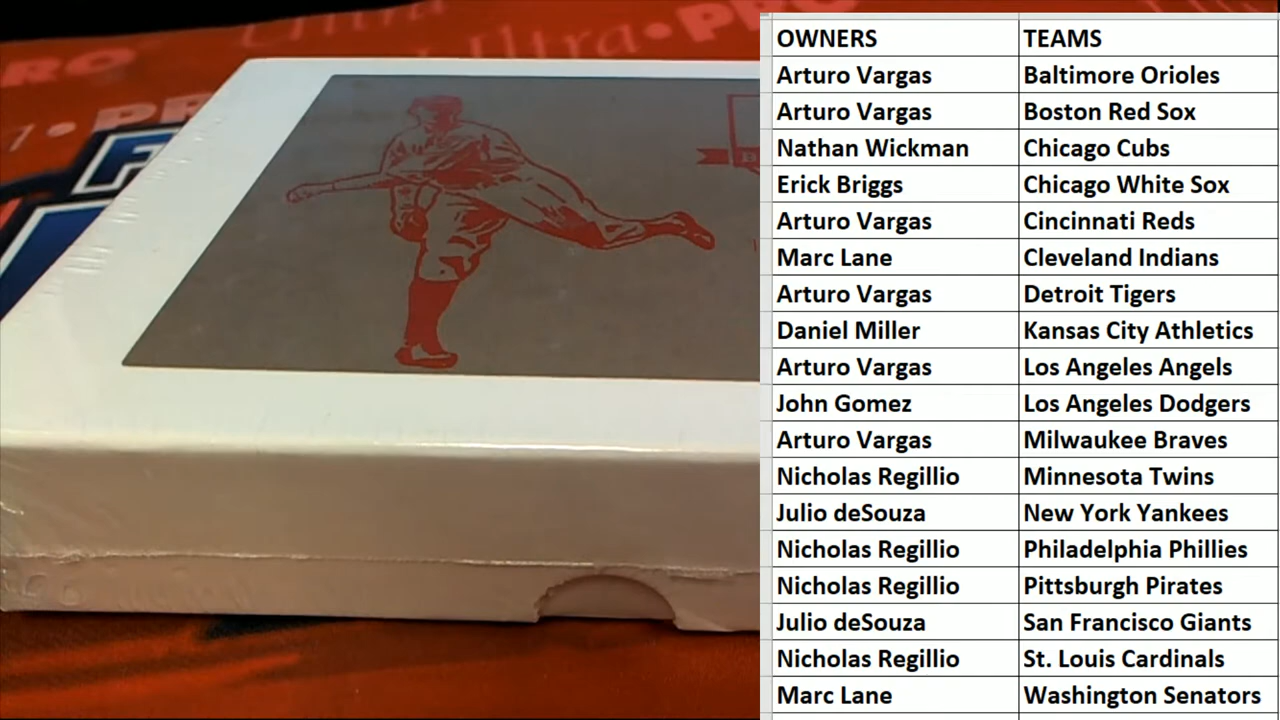 Ultra•PRO
PRO
OWNERS TEAMS
Arturo Vargas Baltimore Orioles
Arturo Vargas Boston Red Sox
Nathan Wickman Chicago Cubs
Erick Briggs Chicago White Sox
Arturo Vargas Cincinnati Reds
Marc Lane Cleveland Indians
Arturo Vargas Detroit Tigers
Daniel Miller Kansas City Athletics
Arturo Vargas Los Angeles Angels
John Gomez Los Angeles Dodgers
Arturo Vargas Milwaukee Braves
Nicholas Regillio Minnesota Twins
Julio deSouza New York Yankees
Nicholas Regillio Philadelphia Phillies
Nicholas Regillio Pittsburgh Pirates
Julio deSouza San Francisco Giants
Nicholas Regillio St. Louis Cardinals
Marc Lane Washington Senators